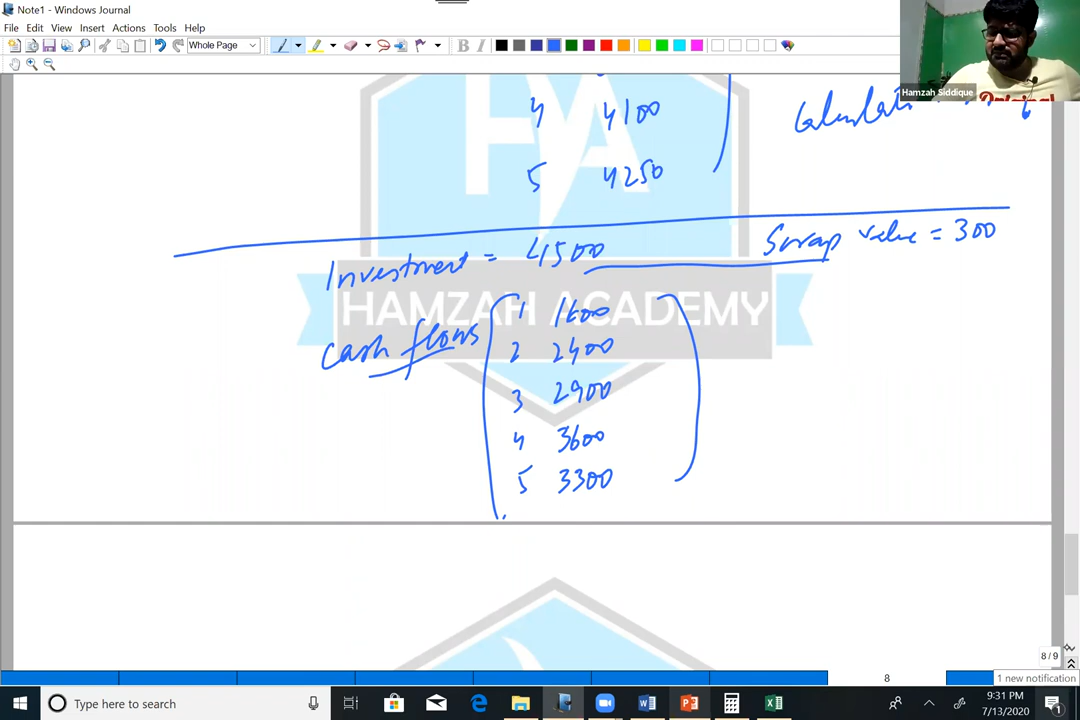 Note1 - Windows Journal
File Edit View Insert Actions Tools Help
Whole Page
Hamzah Siddique
Original
4 4100
5 4250
Investment = 4500
Scrap value = 300
HAMZAH ACADEMY
Cash flows
1 1600
2 2400
3 2900
4 3600
5 3300
8/9
8
1 new notification
Type here to search
9:31 PM
7/13/2020